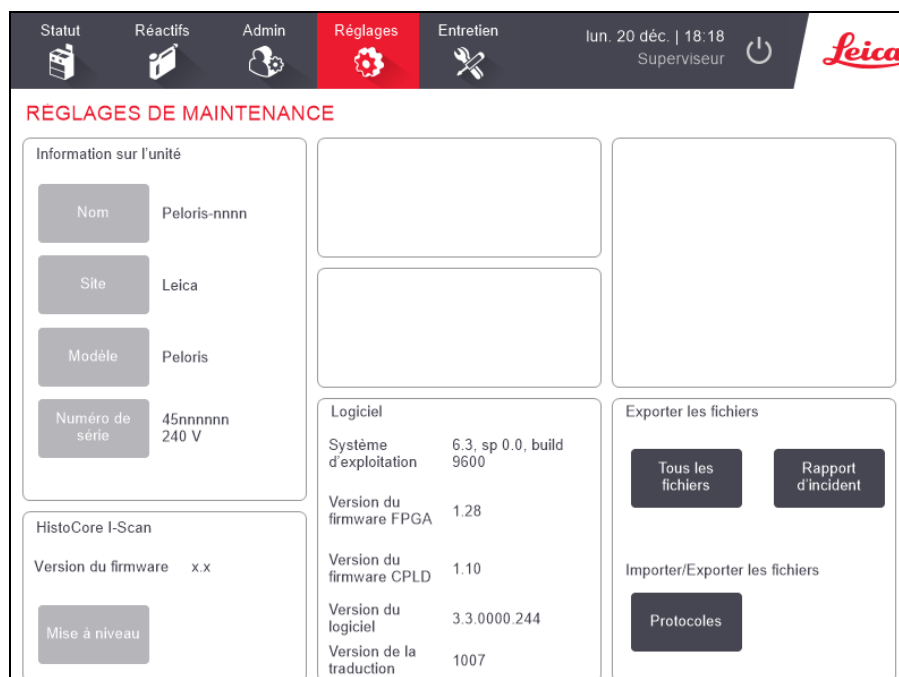 Statut
Réactifs
Admin
Réglages
Entretien
lun. 20 déc. | 18:18
Superviseur
Leica
RÉGLAGES DE MAINTENANCE
Information sur l'unité
Nom
Peloris-nnnn
Site
Leica
Modèle
Peloris
Numéro de
série
45nnnnnn
240 V
HistoCore I-Scan
Version du firmware x.x
Mise à niveau
Logiciel
Système
d'exploitation
6.3, sp 0.0, build
9600
Version du
firmware FPGA
1.28
Version du
firmware CPLD
1.10
Version du
logiciel
3.3.0000.244
Version de la
traduction
1007
Exporter les fichiers
Tous les
fichiers
Rapport
d'incident
Importer/Exporter les fichiers
Protocoles